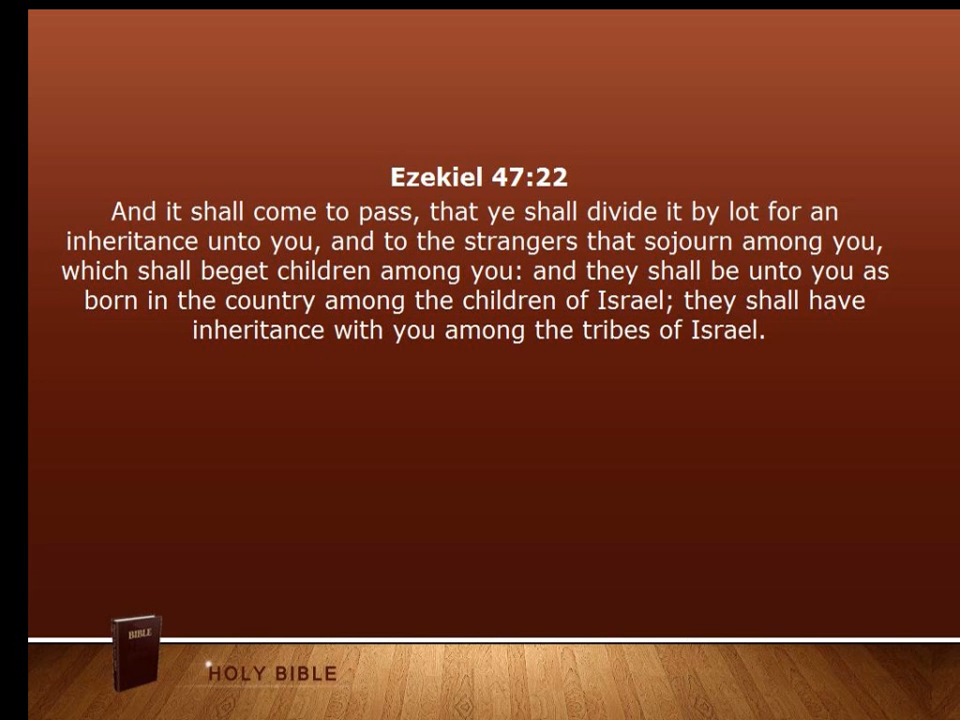 Ezekiel 47:22
And it shall come to pass, that ye shall divide it by lot for an
inheritance unto you, and to the strangers that sojourn among you,
which shall beget children among you: and they shall be unto you as
born in the country among the children of Israel; they shall have
inheritance with you among the tribes of Israel.
BIBLE
HOLY BIBLE